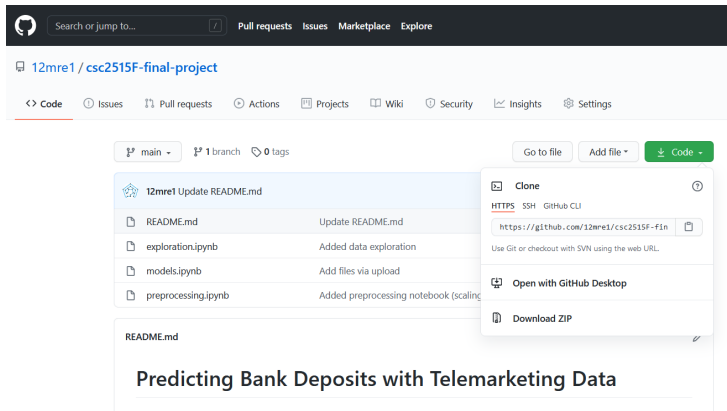 Search or jump to... / Pull requests Issues Marketplace Explore
12mre1 / csc2515F-final-project
<> Code Issues Pull requests Actions Projects Wiki Security Insights Settings
main 1 branch 0 tags Go to file Add file Code
12mre1 Update README.md
README.md Update README.md
exploration.ipynb Added data exploration
models.ipynb Add files via upload
preprocessing.ipynb Added preprocessing notebook (scaling
Clone ?
HTTPS SSH GitHub CLI
https://github.com/12mre1/csc2515F-fin
Use Git or checkout with SVN using the web URL.
Open with GitHub Desktop
Download ZIP
README.md
Predicting Bank Deposits with Telemarketing Data